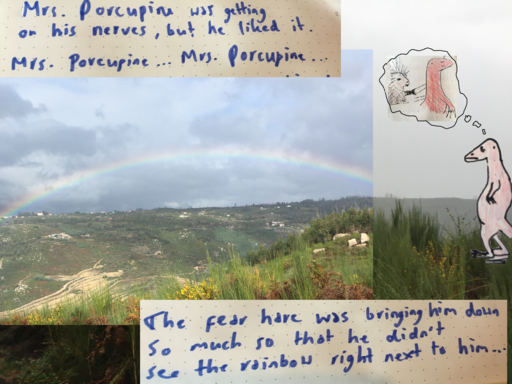 Mrs. Porcupine was getting
on his nerves, but he liked it.
Mrs. Porcupine... Mrs. Porcupine...
The fear hare was bringing him down
so much so that he didn't
see the rainbow right next to him...